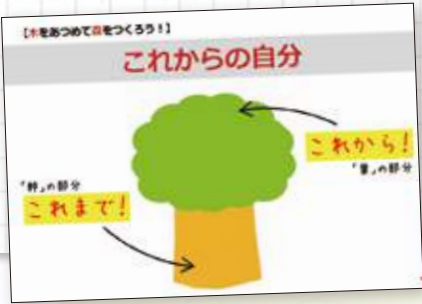 【木をあつめて森をつくろう!】
これからの自分
これから!
「葉」の部分
「幹」の部分
これまで!